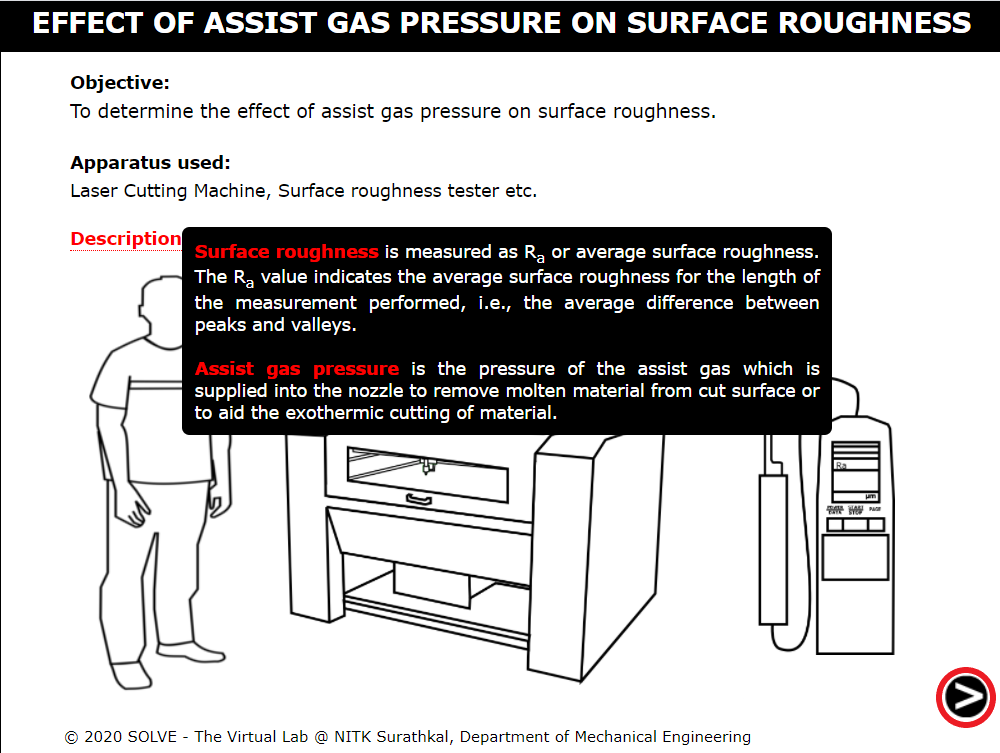 EFFECT OF ASSIST GAS PRESSURE ON SURFACE ROUGHNESS
Objective:
To determine the effect of assist gas pressure on surface roughness.
Apparatus used:
Laser Cutting Machine, Surface roughness tester etc.
Description
Surface roughness is measured as Ra or average surface roughness.
The Ra value indicates the average surface roughness for the length of
the measurement performed, i.e., the average difference between
peaks and valleys.
Assist gas pressure is the pressure of the assist gas which is
supplied into the nozzle to remove molten material from cut surface or
to aid the exothermic cutting of material.
Ra
µm
POWER DATA START STOP PAGE
© 2020 SOLVE - The Virtual Lab @ NITK Surathkal, Department of Mechanical Engineering